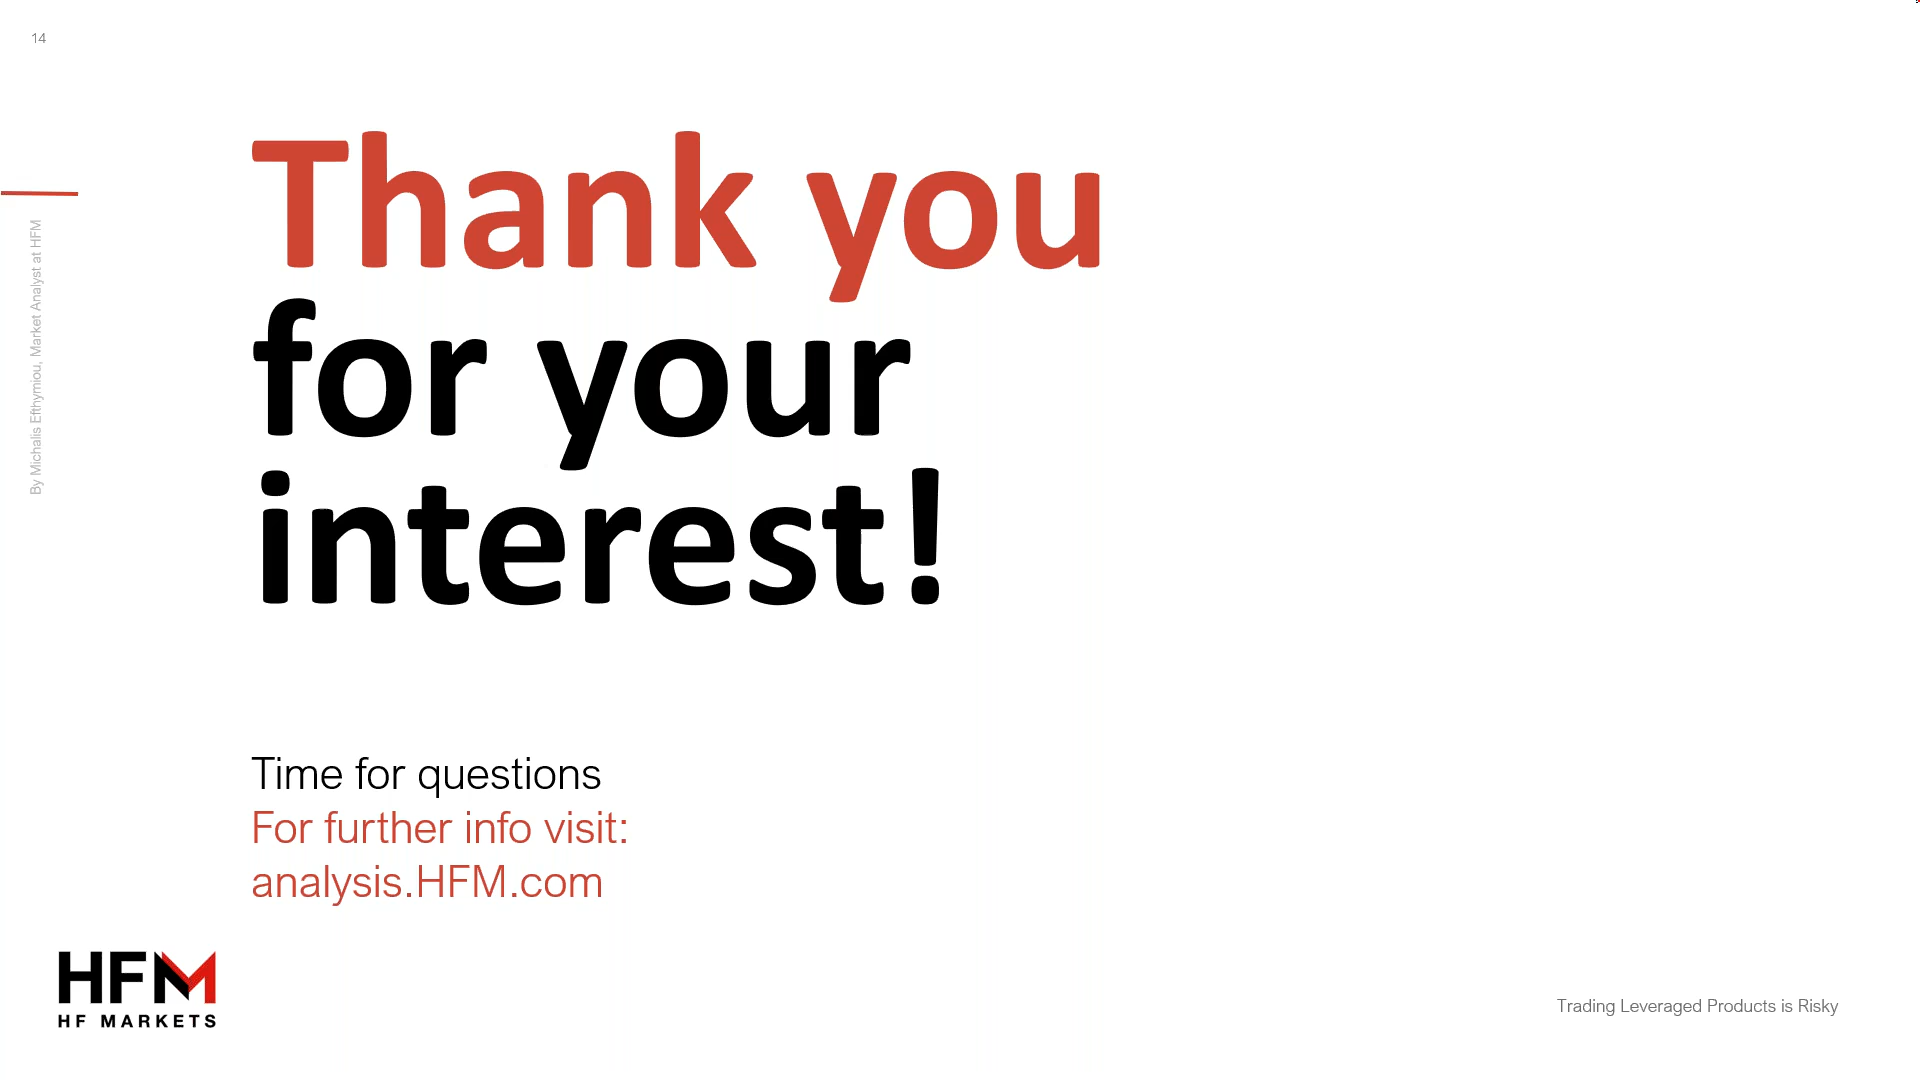 14
By Michalis Efthymiou, Market Analyst at HFM
Thank you
for your
interest!
Time for questions
For further info visit:
analysis.HFM.com
HFM
HF MARKETS
Trading Leveraged Products is Risky